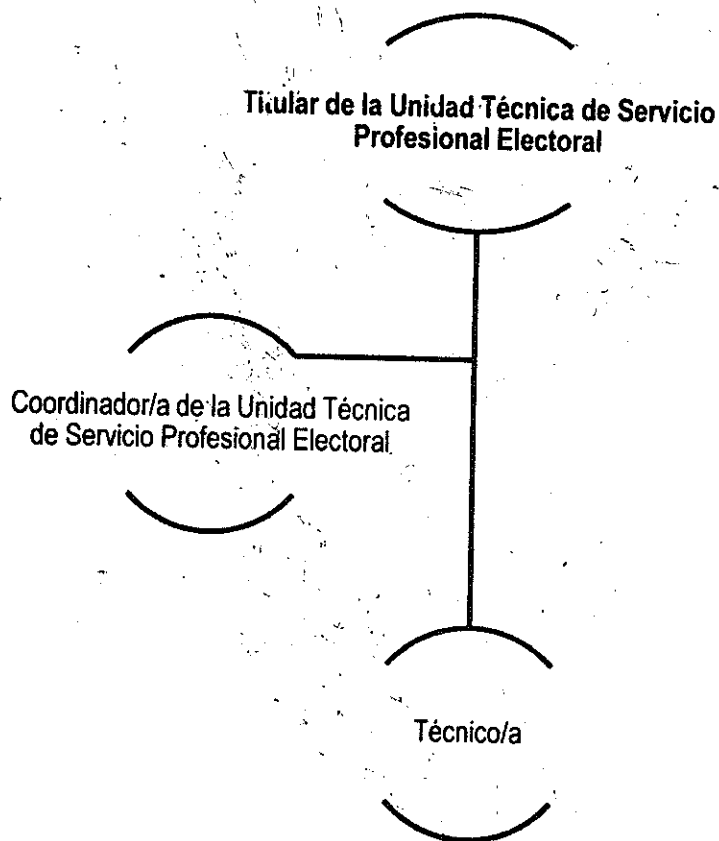 Titular de la Unidad Técnica de Servicio
Profesional Electoral
Coordinador/a de la Unidad Técnica
de Servicio Profesional Electoral
Técnico/a